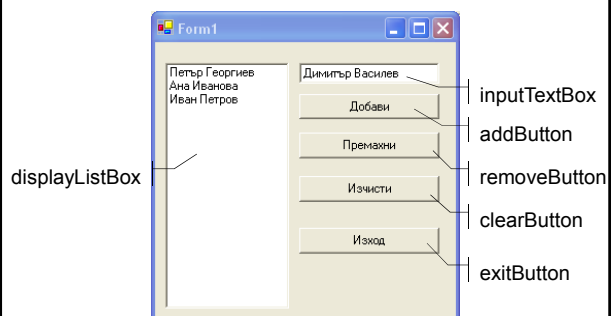 Form1
Петър Георгиев
Ана Иванова
Иван Петров
Димитър Василев
Добави
Премахни
Изчисти
Изход
displayListBox
inputTextBox
addButton
removeButton
clearButton
exitButton